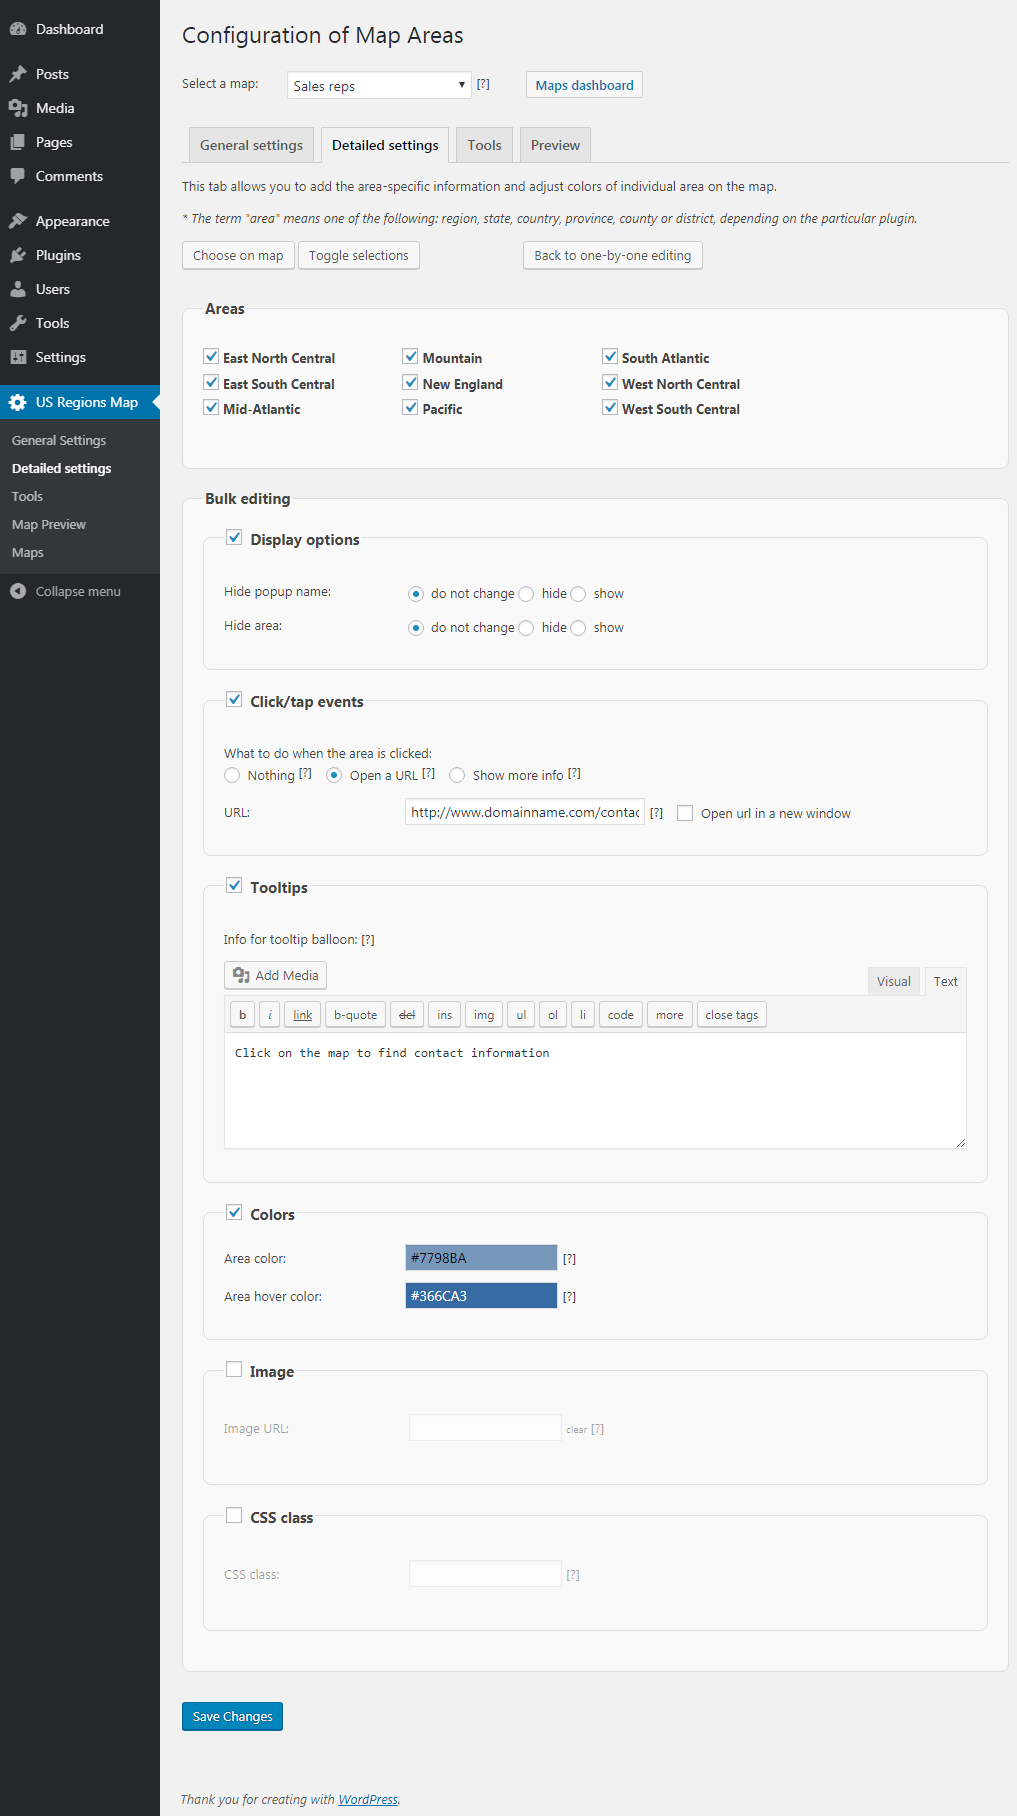 Dashboard
Posts
Media
Pages
Comments
Appearance
Plugins
Users
Tools
Settings
US Regions Map
General Settings
Detailed settings
Tools
Map Preview
Maps
Collapse menu
Configuration of Map Areas
Select a map: Sales reps [?] Maps dashboard
General settings Detailed settings Tools Preview
This tab allows you to add the area-specific information and adjust colors of individual area on the map.
* The term "area" means one of the following: region, state, country, province, county or district, depending on the particular plugin.
Choose on map Toggle selections Back to one-by-one editing
Areas
East North Central Mountain South Atlantic
East South Central New England West North Central
Mid-Atlantic Pacific West South Central
Bulk editing
Display options
Hide popup name: do not change hide show
Hide area: do not change hide show
Click/tap events
What to do when the area is clicked:
Nothing [?] Open a URL [?] Show more info [?]
URL: http://www.domainname.com/contac [?] Open url in a new window
Tooltips
Info for tooltip balloon: [?]
Add Media Visual Text
b i link b-quote del ins img ul ol li code more close tags
Click on the map to find contact information
Colors
Area color: #7798BA [?]
Area hover color: #366CA3 [?]
Image
Image URL: clear [?]
CSS class
CSS class: [?]
Save Changes
Thank you for creating with WordPress.